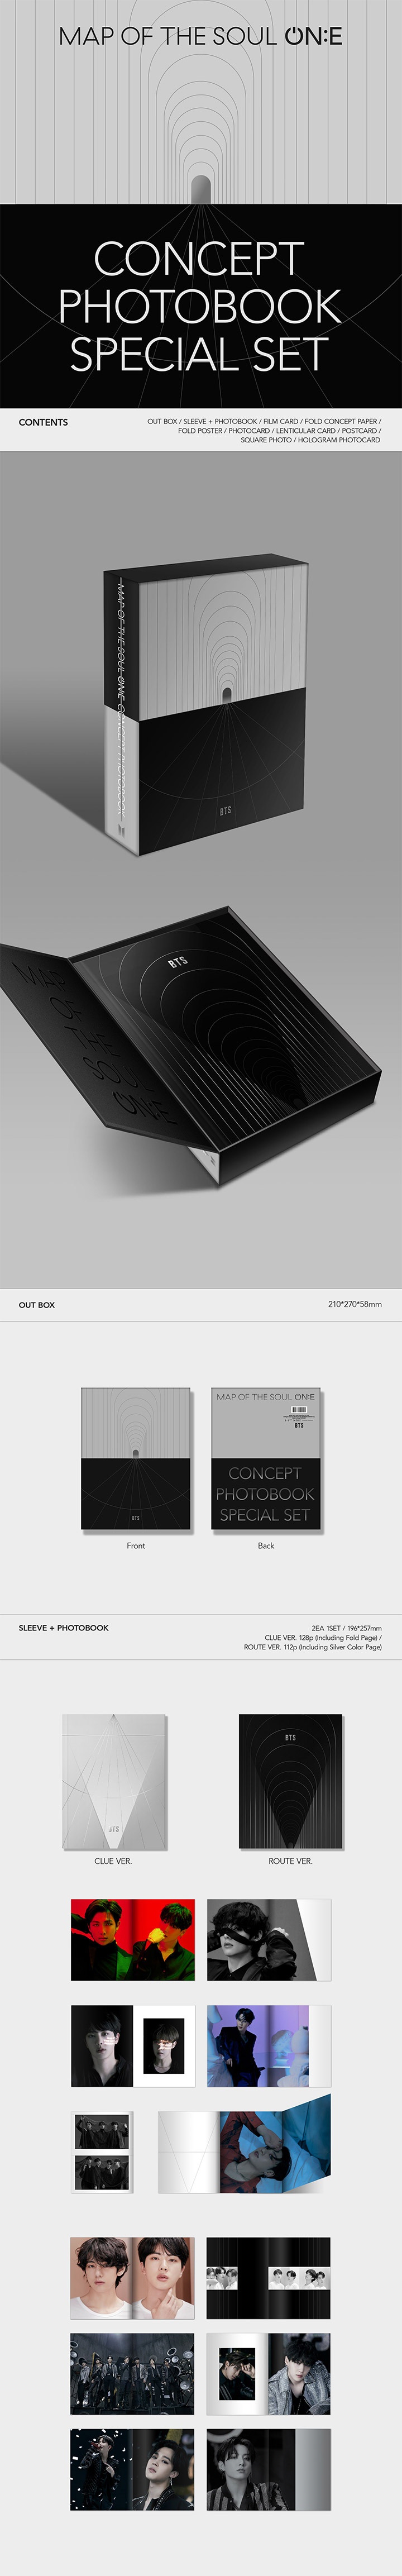 MAP OF THE SOUL ON:E
CONCEPT
PHOTOBOOK
SPECIAL SET
CONTENTS
OUT BOX / SLEEVE + PHOTOBOOK / FILM CARD / FOLD CONCEPT PAPER /
FOLD POSTER / PHOTOCARD / LENTICULAR CARD / POSTCARD /
SQUARE PHOTO / HOLOGRAM PHOTOCARD
MAP OF THE SOUL ON:E CONCEPT PHOTOBOOK
BTS
BTS
MAP
OF
THE
SOUL
ON:E
OUT BOX
210*270*58mm
BTS
MAP OF THE SOUL ON:E
BTS
CONCEPT
PHOTOBOOK
SPECIAL SET
Front
Back
SLEEVE + PHOTOBOOK
2EA 1SET / 196*257mm
CLUE VER. 128p (Including Fold Page) /
ROUTE VER. 112p (Including Silver Color Page)
BTS
BTS
CLUE VER.
ROUTE VER.